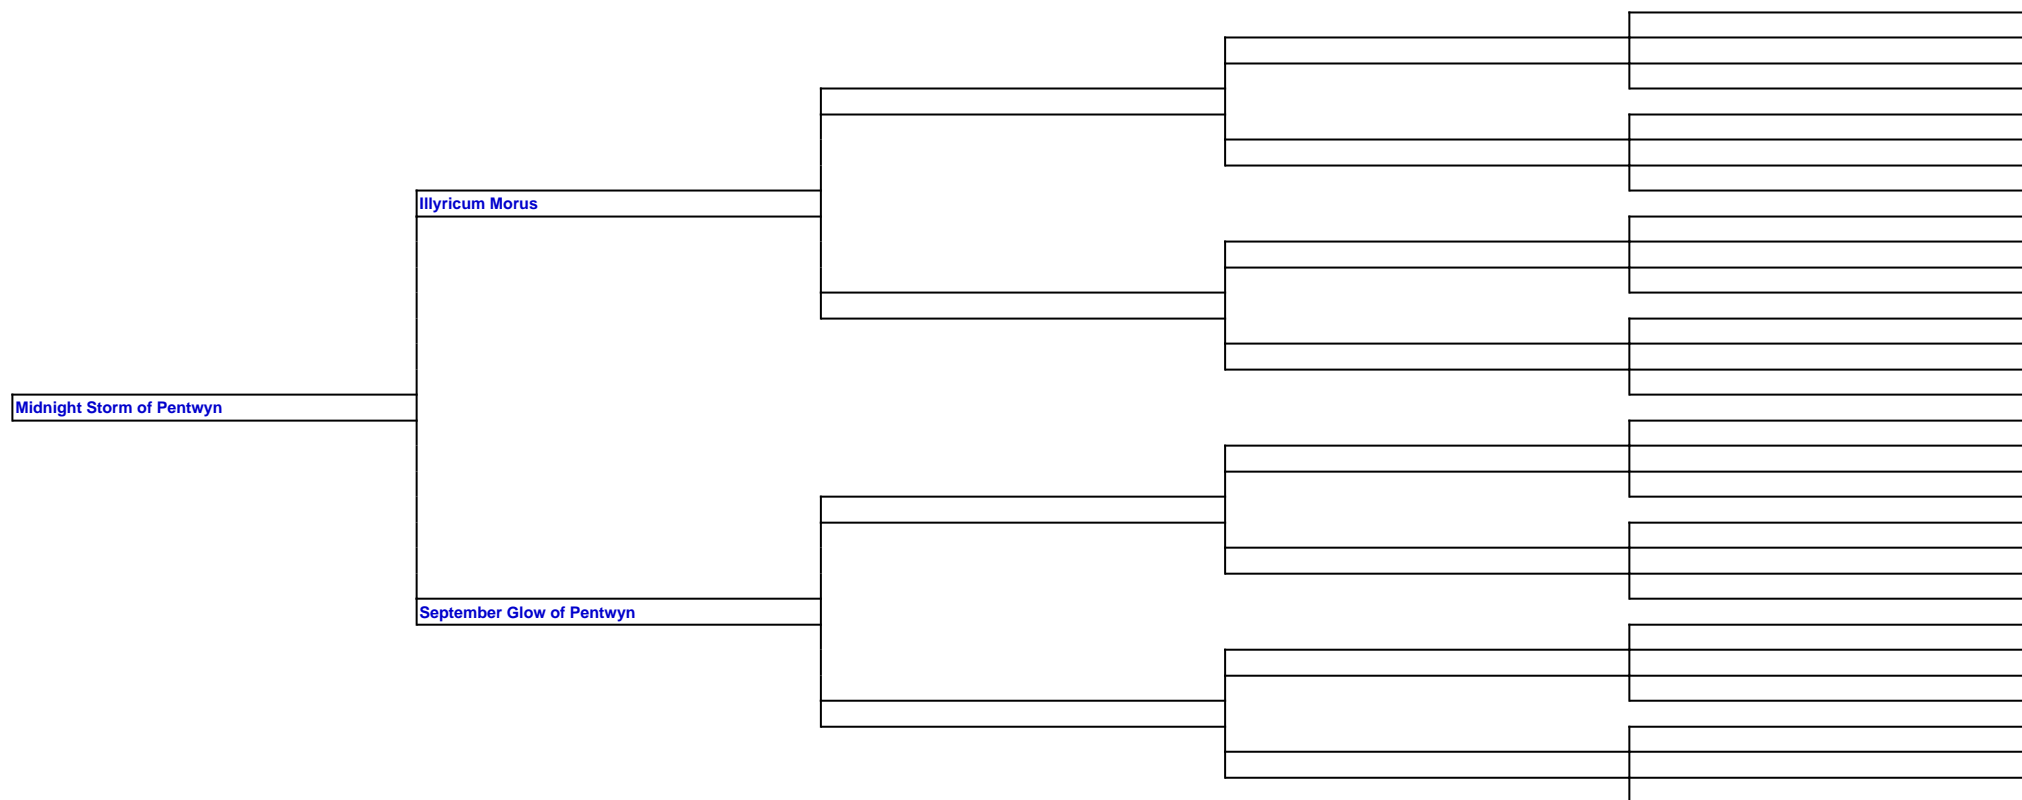 Illyricum Morus
Midnight Storm of Pentwyn
September Glow of Pentwyn